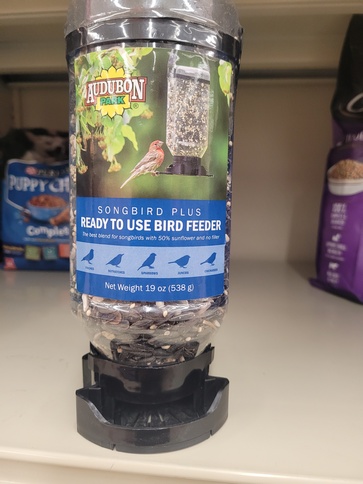 AUDUBON
PARK
SONGBIRD PLUS
READY TO USE BIRD FEEDER
The best blend for songbirds with 50% sunflower and no filler
Net Weight 19 oz (538 g)
PUPPY CH
Complet